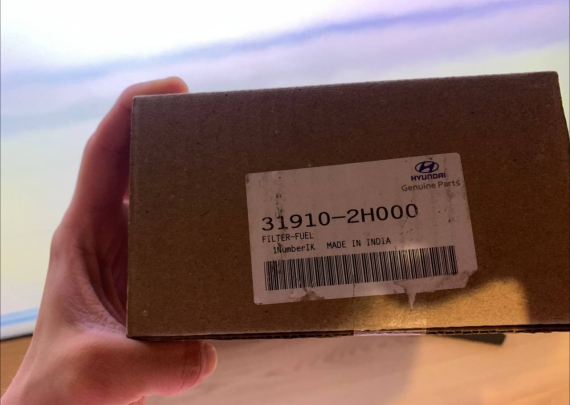 HYUNDAI
Genuine Parts
31910-2H000
FILTER-FUEL
1NumberIK MADE IN INDIA